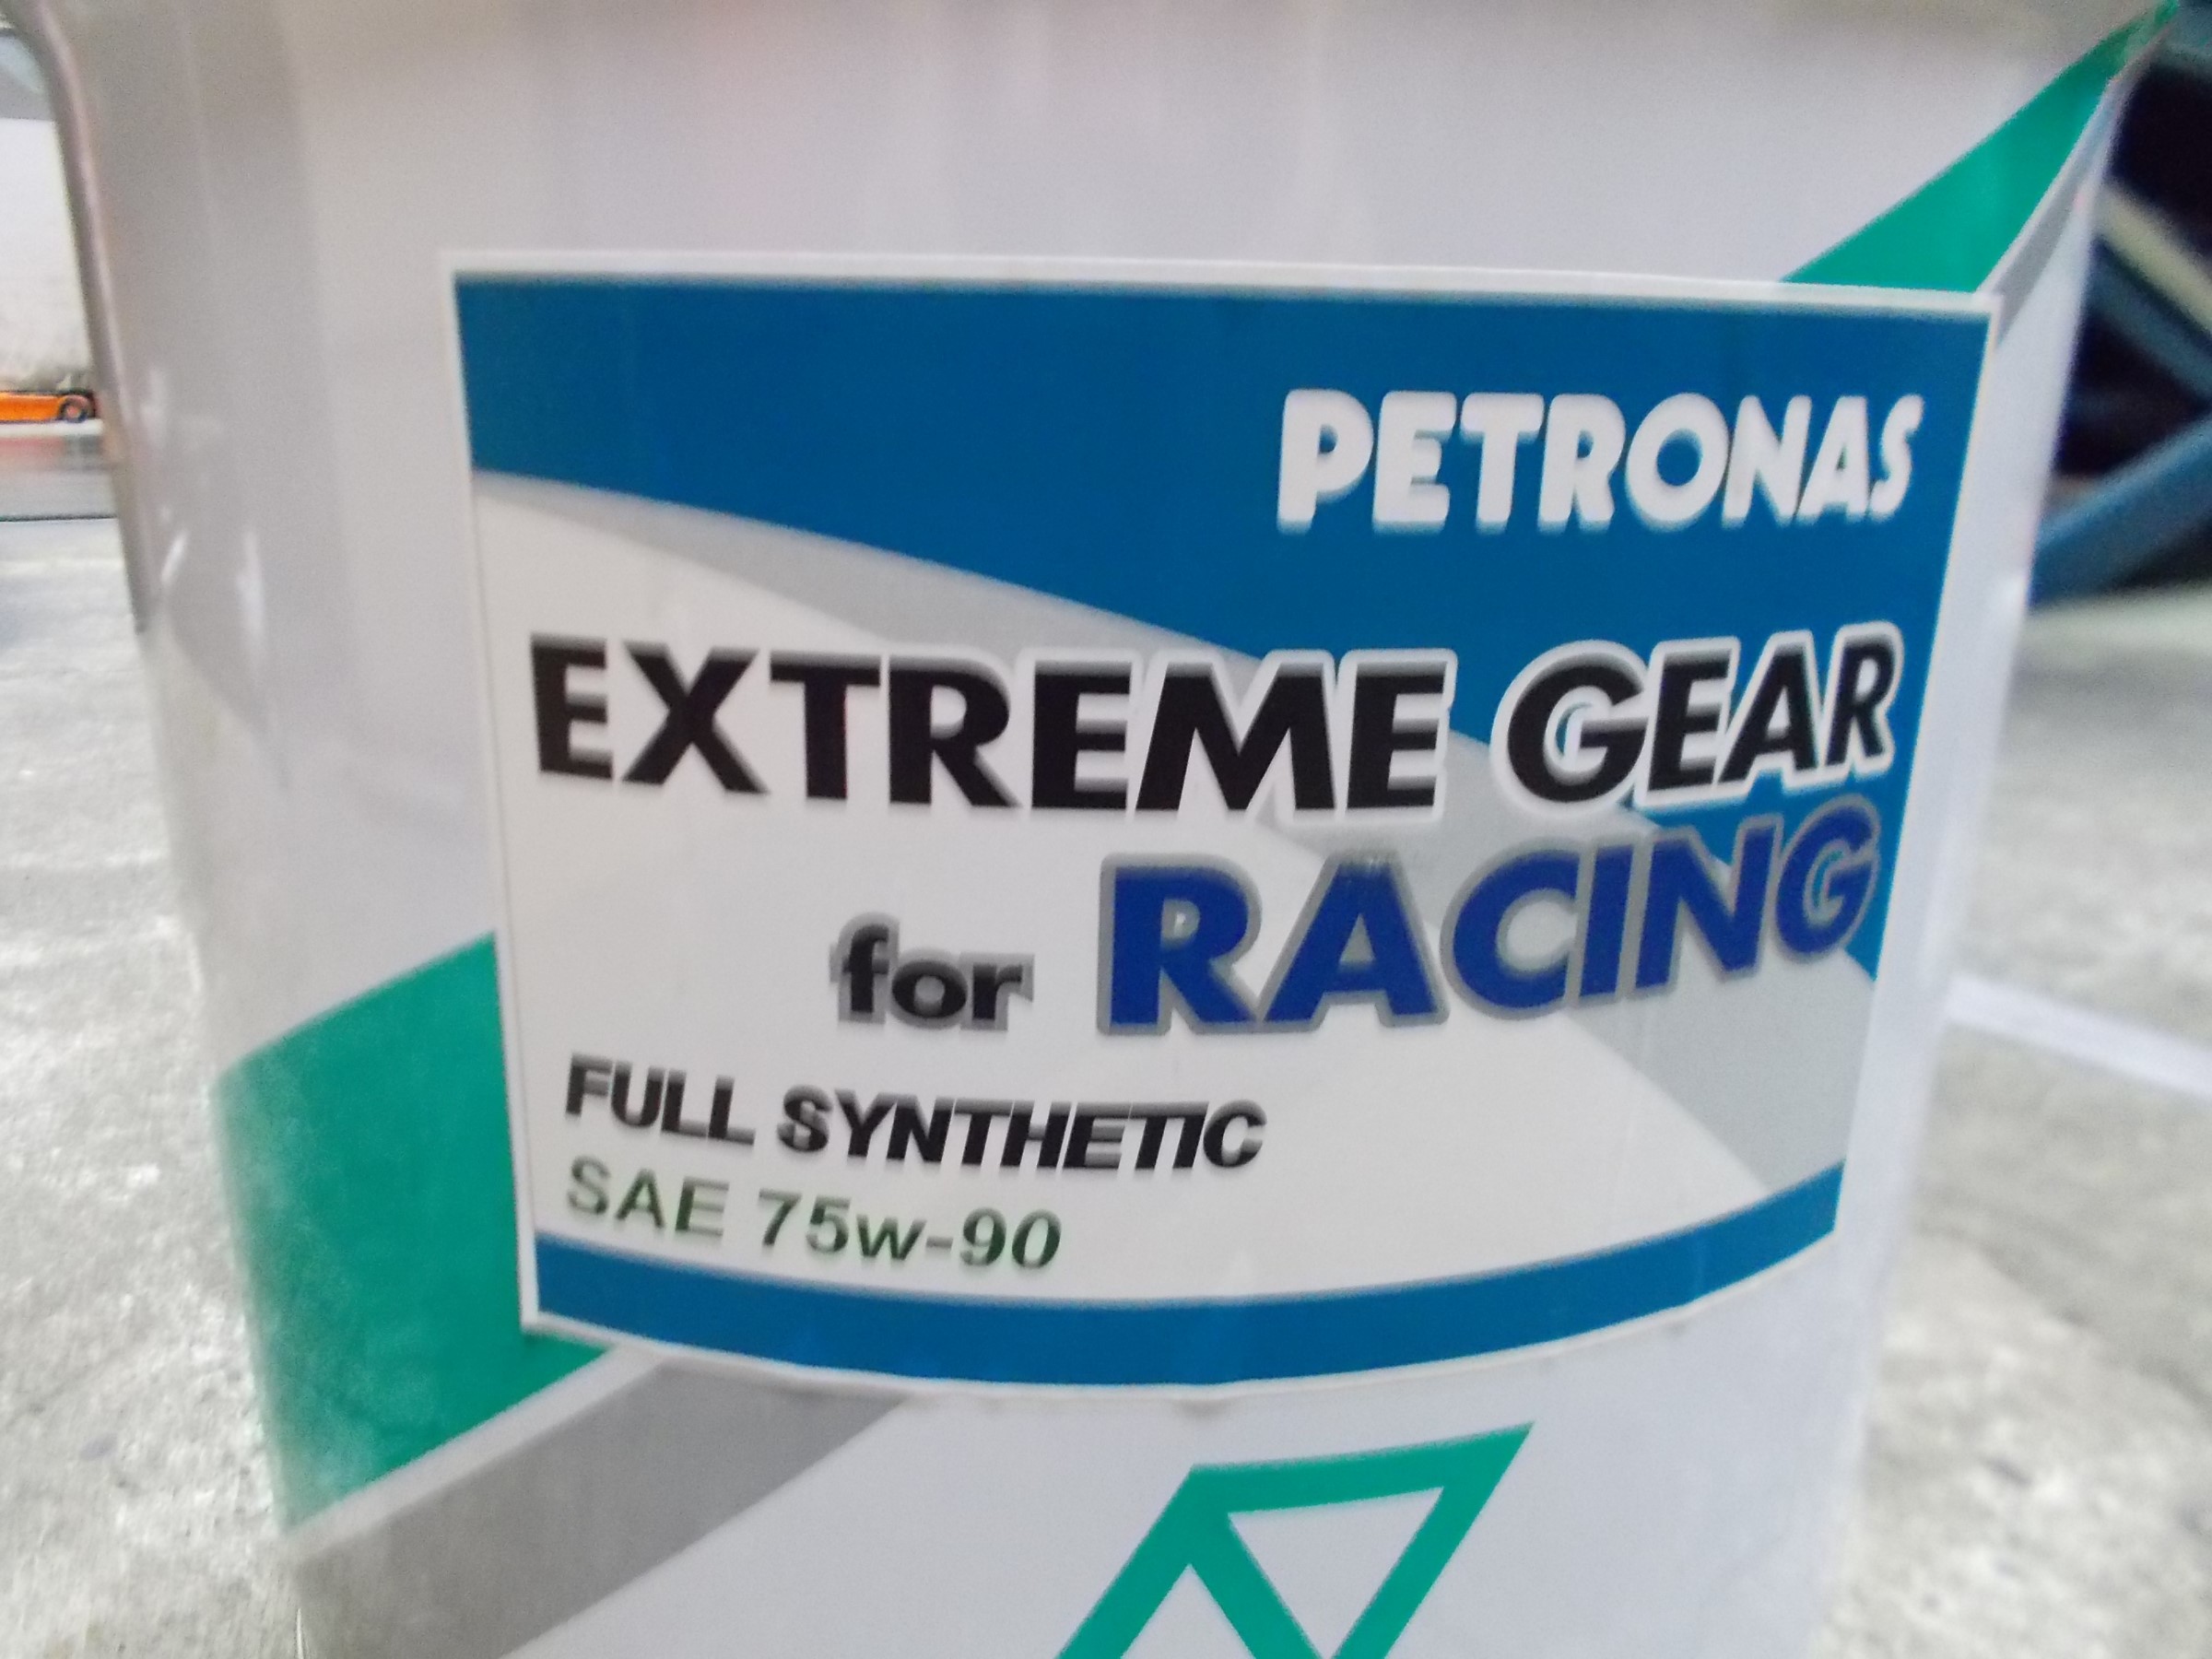 PETRONAS
EXTREME GEAR
for RACING
FULL SYNTHETIC
SAE 75w-90